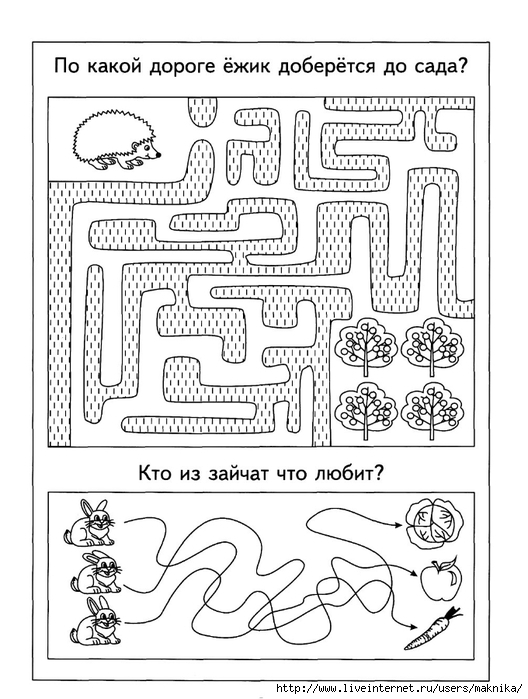 По какой дороге ёжик доберётся до сада?
Кто из зайчат что любит?
http://www.liveinternet.ru/users/maknika/